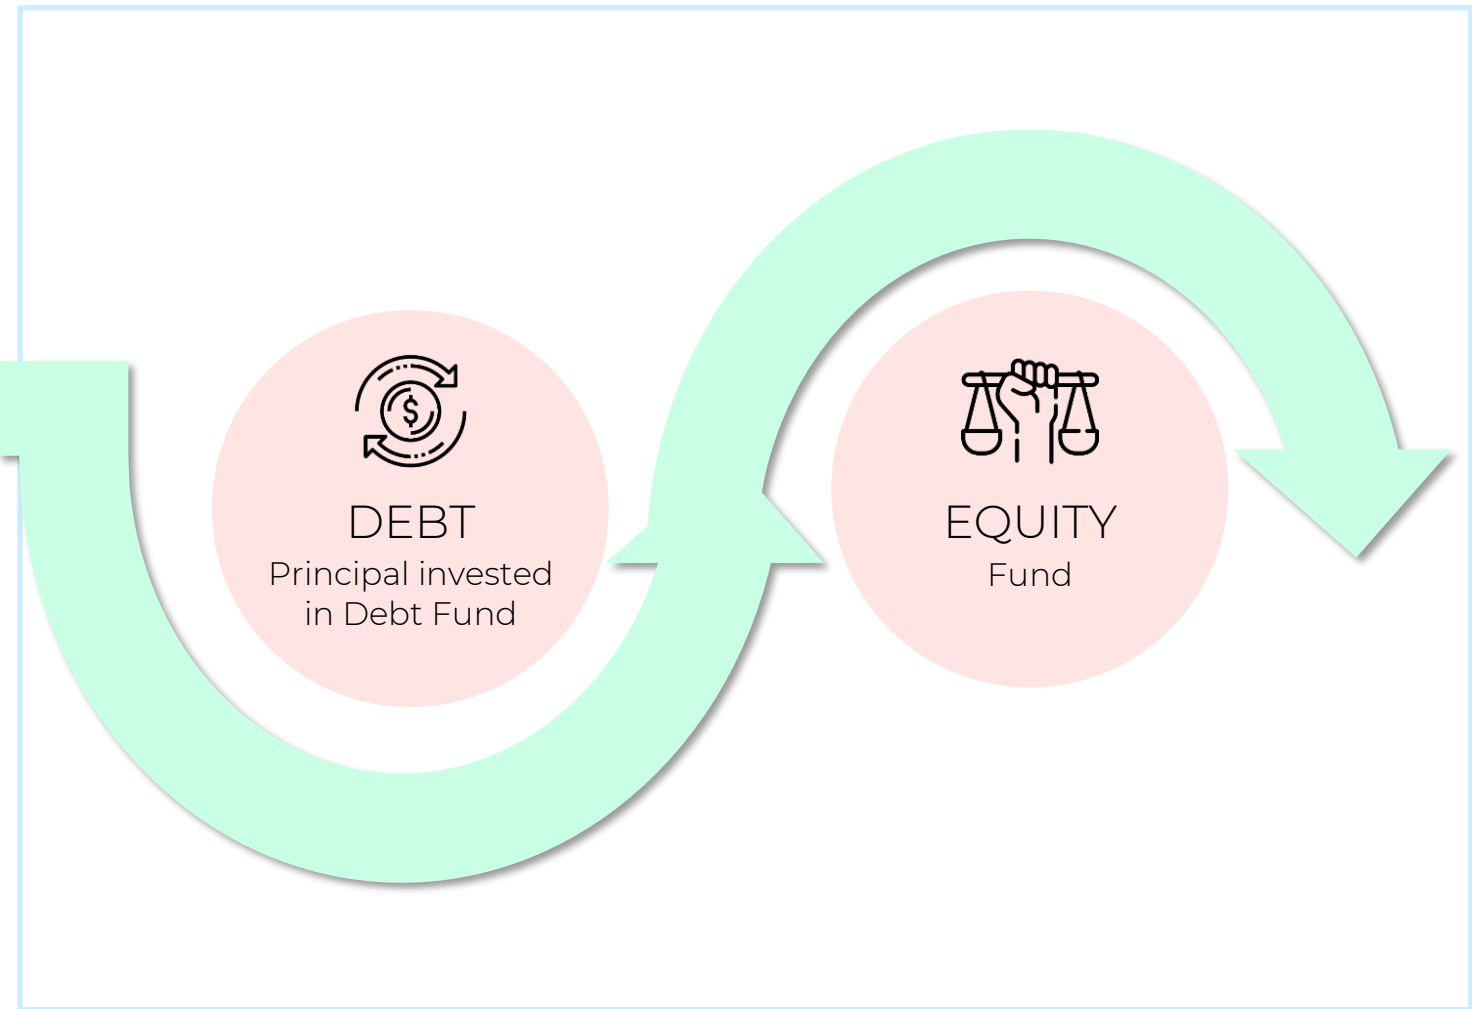 $
DEBT
Principal invested
in Debt Fund
EQUITY
Fund